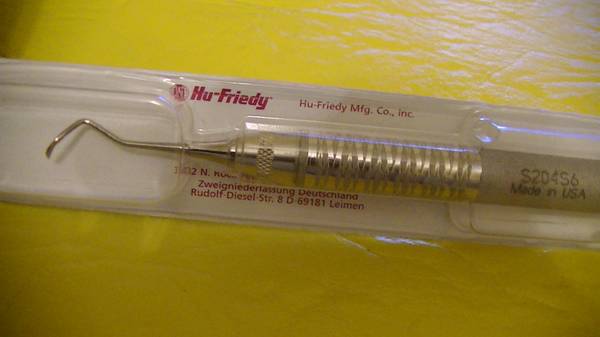 Hu-Friedy
Hu-Friedy Mfg. Co., Inc.
N.
Zweigniederlassung Deutschland
Rudolf-Diesel-Str. 8 D-69181 Leimen
S204S6
Made in USA